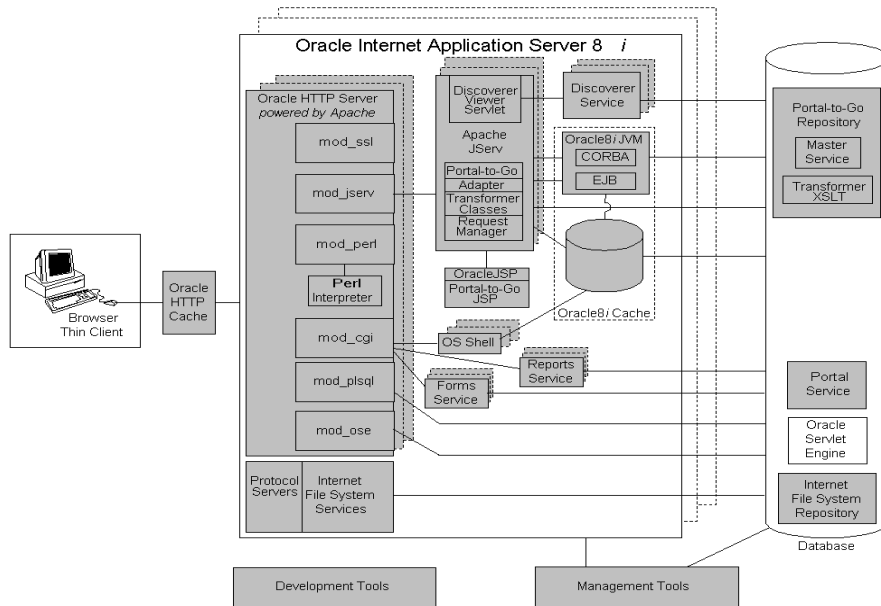 Oracle Internet Application Server 8 i
Oracle HTTP Server
powered by Apache
mod_ssl
mod_jserv
mod_perl
Perl
Interpreter
mod_cgi
mod_plsql
mod_ose
Protocol
Servers
Internet
File System
Services
Discoverer
Viewer
Servlet
Apache
JServ
Portal-to-Go
Adapter
Transformer
Classes
Request
Manager
OracleJSP
Portal-to-Go
JSP
Discoverer
Service
Oracle8i JVM
CORBA
EJB
Oracle8i Cache
OS Shell
Reports
Service
Forms
Service
Browser
Thin Client
Oracle
HTTP
Cache
Portal-to-Go
Repository
Master
Service
Transformer
XSLT
Portal
Service
Oracle
Servlet
Engine
Internet
File System
Repository
Database
Development Tools
Management Tools